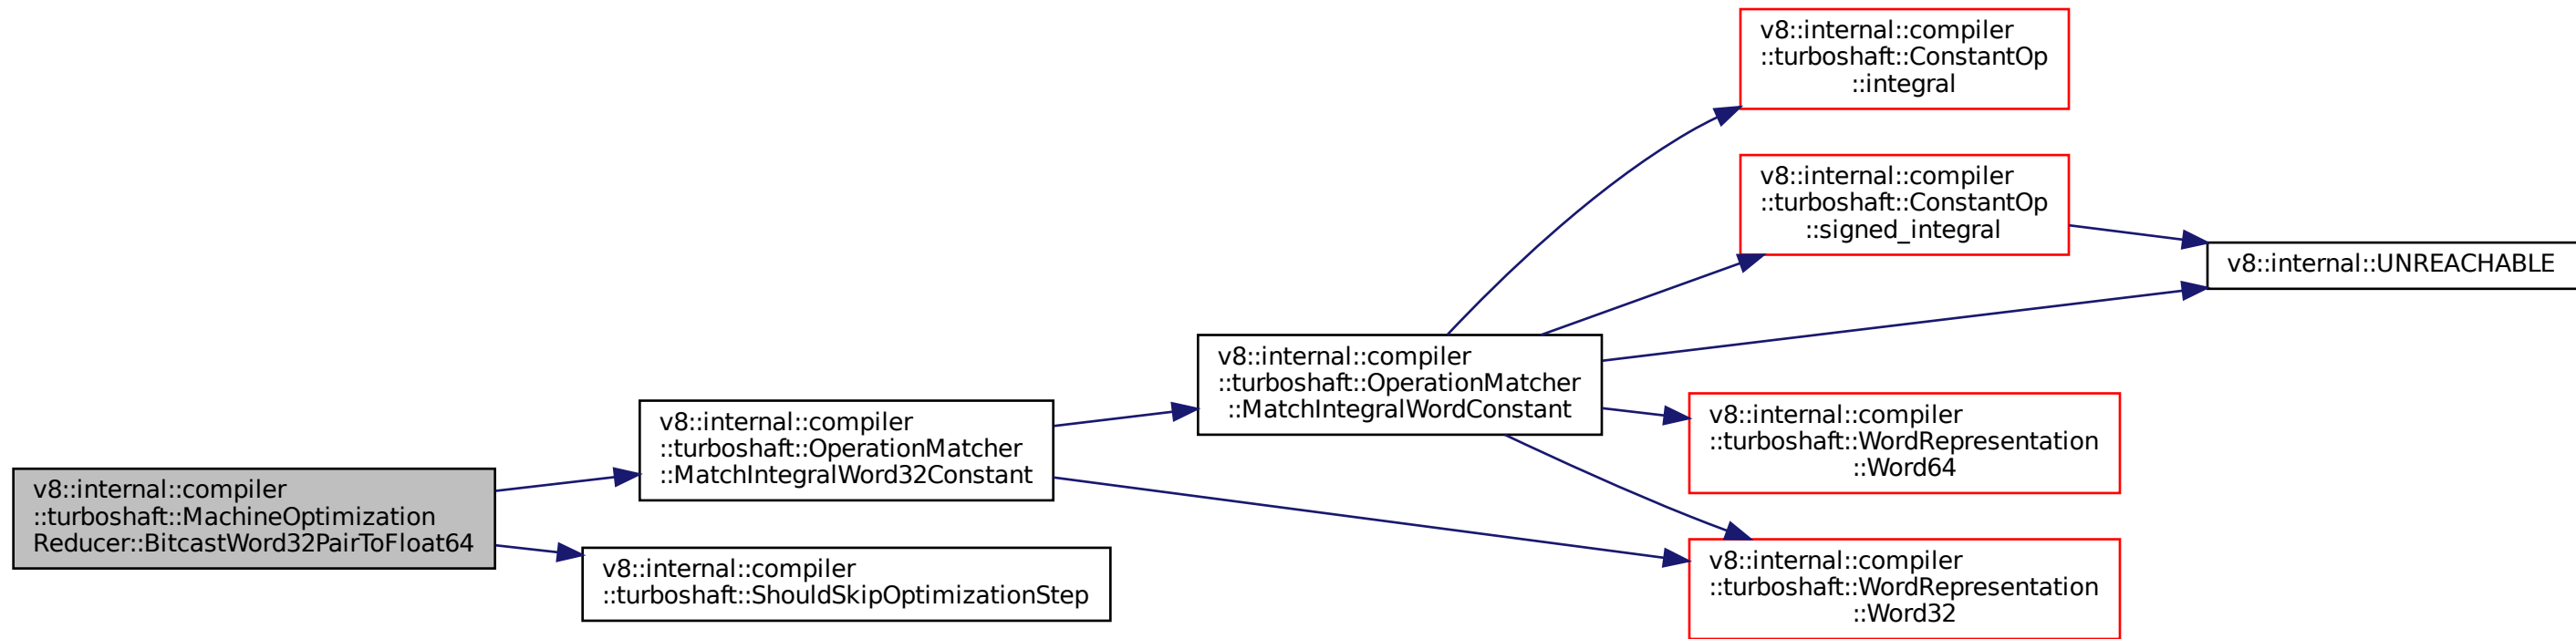 v8::internal::compiler
::turboshaft::MachineOptimization
Reducer::BitcastWord32PairToFloat64
v8::internal::compiler
::turboshaft::OperationMatcher
::MatchIntegralWord32Constant
v8::internal::compiler
::turboshaft::ShouldSkipOptimizationStep
v8::internal::compiler
::turboshaft::OperationMatcher
::MatchIntegralWordConstant
v8::internal::compiler
::turboshaft::ConstantOp
::integral
v8::internal::compiler
::turboshaft::ConstantOp
::signed_integral
v8::internal::UNREACHABLE
v8::internal::compiler
::turboshaft::WordRepresentation
::Word64
v8::internal::compiler
::turboshaft::WordRepresentation
::Word32